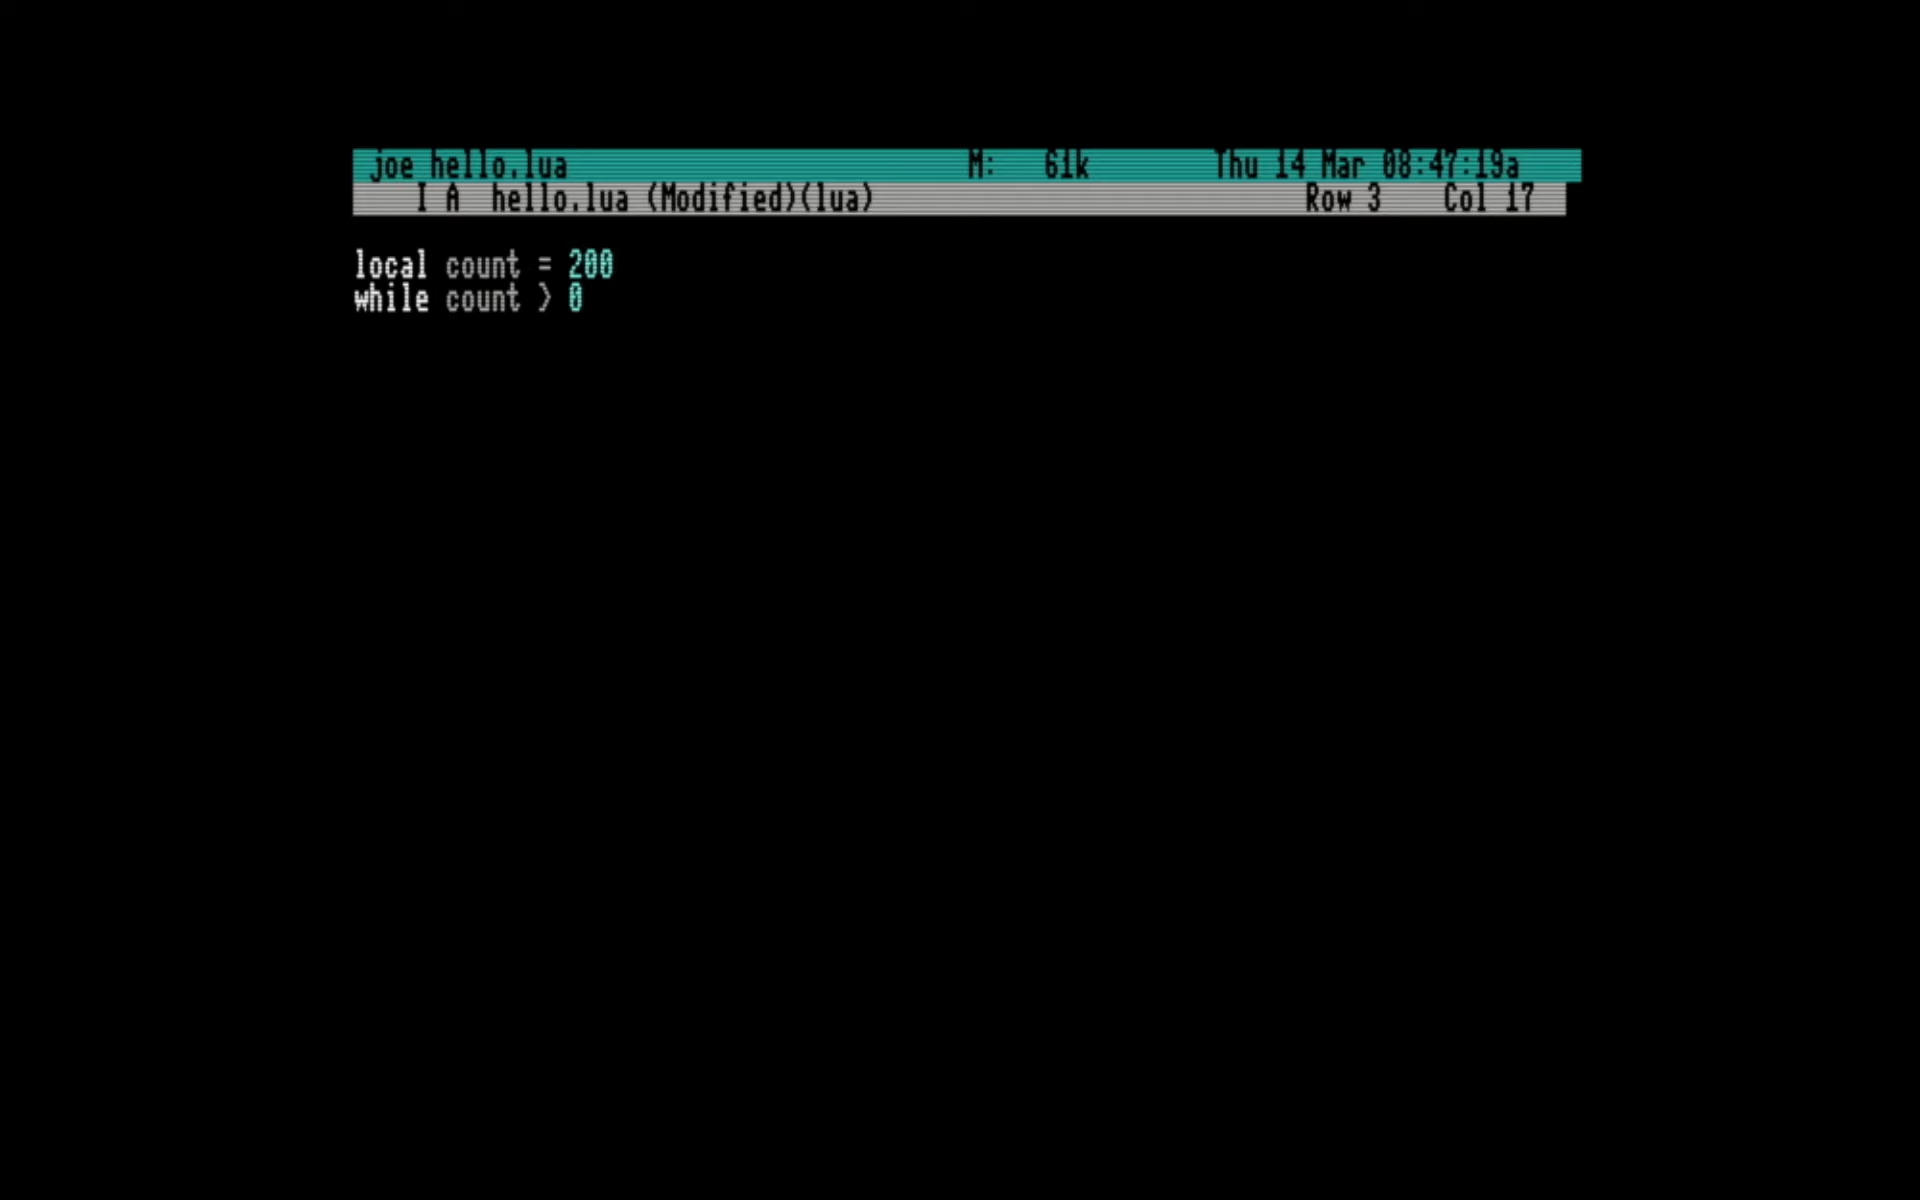 joe hello.lua M: 61k Thu 14 Mar 08:47:19a
I A hello.lua (Modified)(lua) Row 3 Col 17
local count = 200
while count > 0